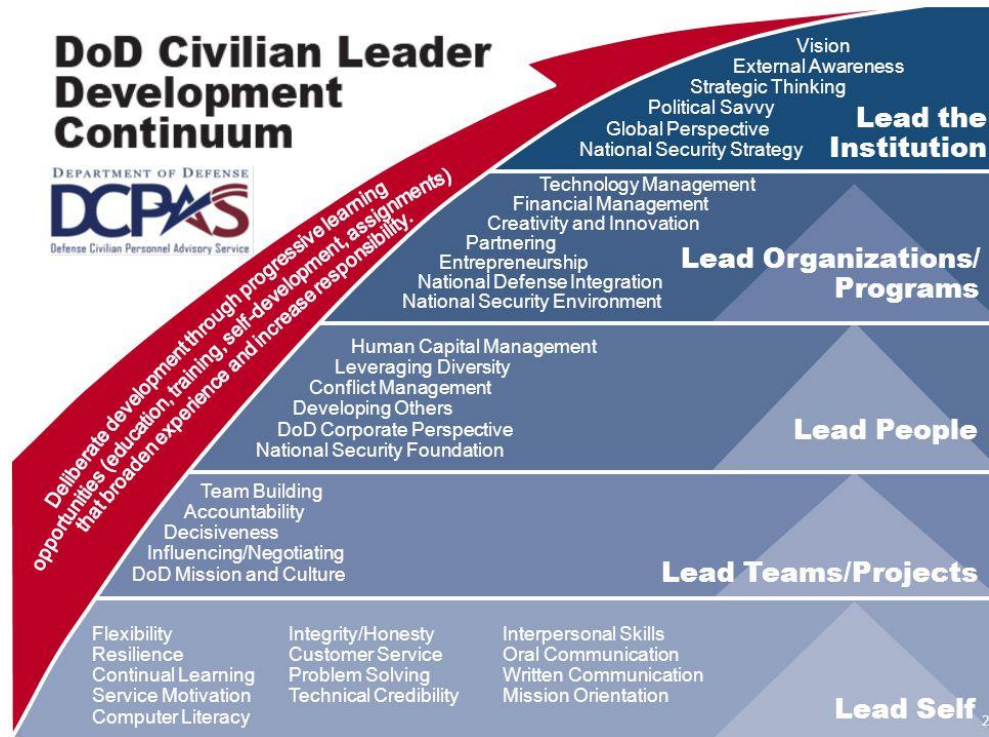 DoD Civilian Leader
Development
Continuum
DEPARTMENT OF DEFENSE
DCPAS
Defense Civilian Personnel Advisory Service
Deliberate development through progressive learning
opportunities (education, training, self-development, assignments)
that broaden experience and increase responsibility.
Vision
External Awareness
Strategic Thinking
Political Savvy
Global Perspective
National Security Strategy
Lead the
Institution
Technology Management
Financial Management
Creativity and Innovation
Partnering
Entrepreneurship
National Defense Integration
National Security Environment
Lead Organizations/
Programs
Human Capital Management
Leveraging Diversity
Conflict Management
Developing Others
DoD Corporate Perspective
National Security Foundation
Lead People
Team Building
Accountability
Decisiveness
Influencing/Negotiating
DoD Mission and Culture
Lead Teams/Projects
Flexibility
Resilience
Continual Learning
Service Motivation
Computer Literacy
Integrity/Honesty
Customer Service
Problem Solving
Technical Credibility
Interpersonal Skills
Oral Communication
Written Communication
Mission Orientation
Lead Self
2